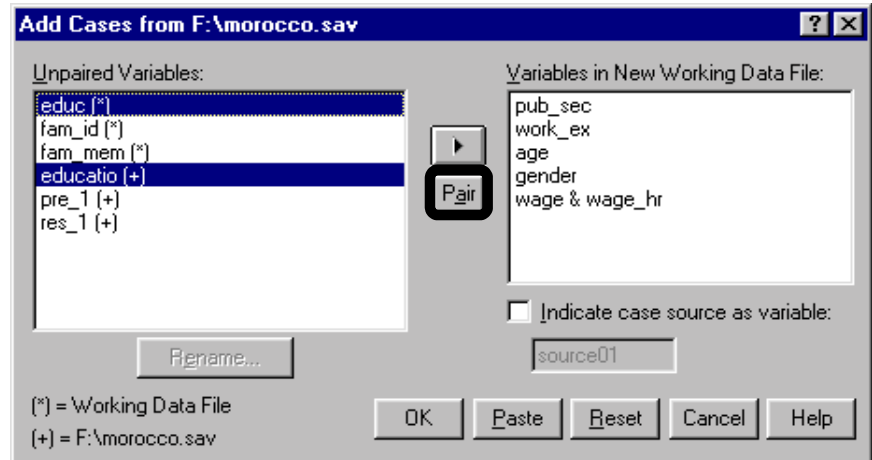 Add Cases from F:\morocco.sav
Unpaired Variables:
educ (*)
fam_id (*)
fam_mem (*)
educatio (+)
pre_1 (+)
res_1 (+)
Rename...
(*) = Working Data File
(+) = F:\morocco.sav
Pair
Variables in New Working Data File:
pub_sec
work_ex
age
gender
wage & wage_hr
Indicate case source as variable:
source01
OK Paste Reset Cancel Help